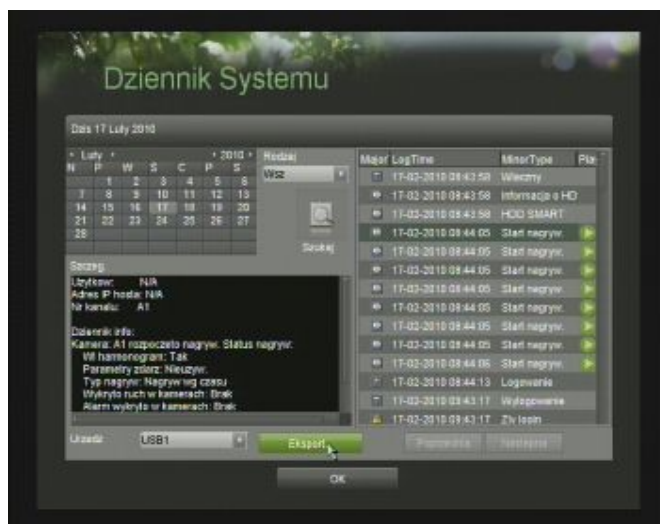 Dziennik Systemu
Dziś 17 Luty 2010
Luty 2010
N P W Ś C P S
1 2 3 4 5 6
7 8 9 10 11 12 13
14 15 16 17 18 19 20
21 22 23 24 25 26 27
28
Rodzaj
Wsz
Szukaj
Major LogTime MinorType Pla
17-02-2010 08:43:58 Wieczny
17-02-2010 08:43:58 Informacja o HD
17-02-2010 08:43:58 HDD SMART
17-02-2010 08:44:05 Start nagryw.
17-02-2010 08:44:05 Start nagryw.
17-02-2010 08:44:05 Start nagryw.
17-02-2010 08:44:05 Start nagryw.
17-02-2010 08:44:05 Start nagryw.
17-02-2010 08:44:05 Start nagryw.
17-02-2010 08:44:05 Start nagryw.
17-02-2010 08:44:06 Start nagryw.
17-02-2010 08:44:13 Logowanie
17-02-2010 09:43:17 Wylogowanie
17-02-2010 09:43:17 Zly login
Szczeg.
Uzytkow: N/A
Adres IP hosta: N/A
Nr kanalu: A1
Dziennik info:
Kamera: A1 rozpoczeto nagryw. Status nagryw:
Wl harmonogram: Tak
Parametry zdarz: Nieuzyw.
Typ nagryw: Nagryw wg czasu
Wykryto ruch w kamerach: Brak
Alarm wykryto w kamerach: Brak
Urzadz USB1
Eksport
Poprzednia Nastepna
OK